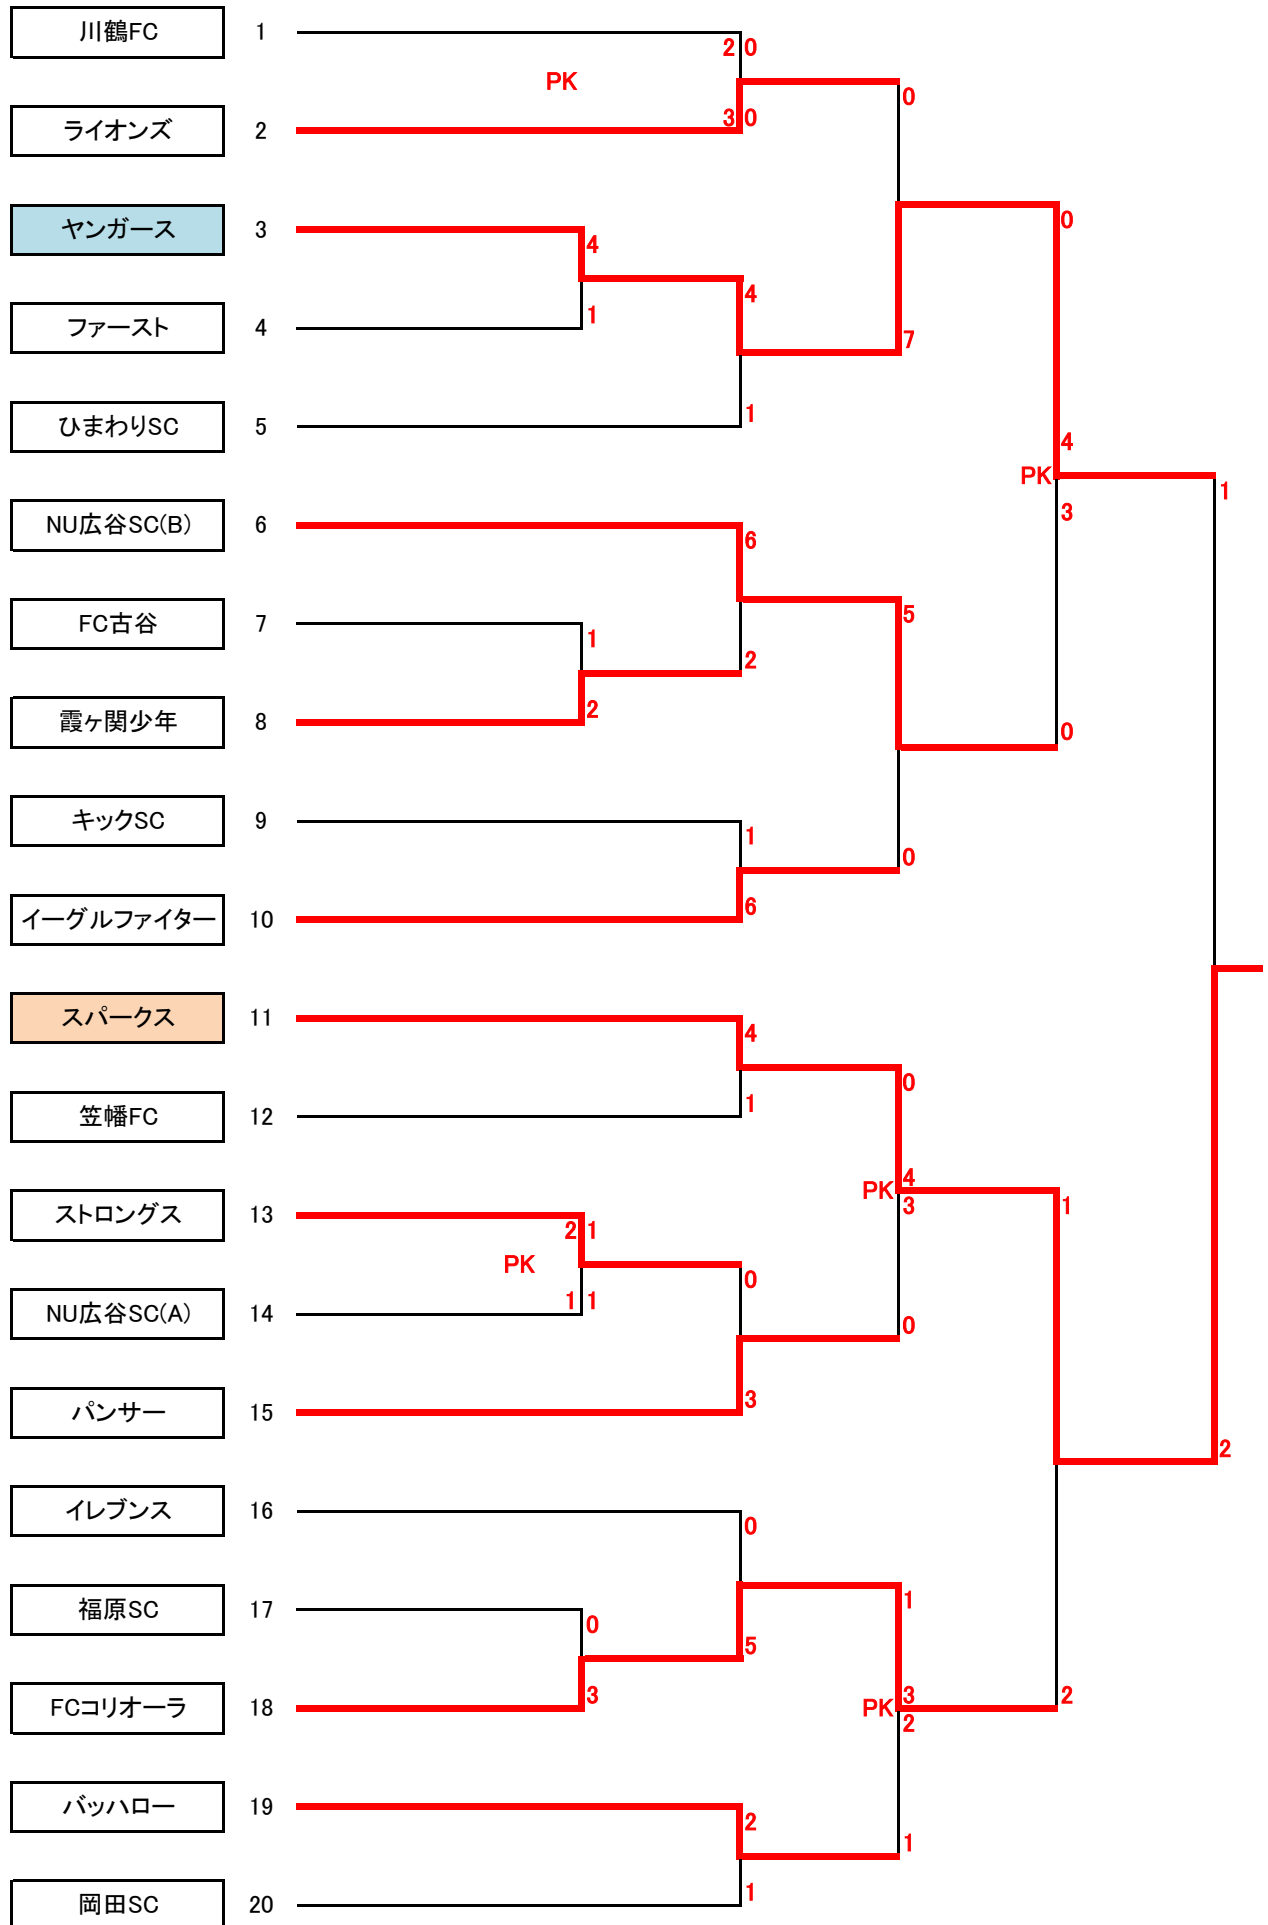 川鶴FC 1
2 0
PK
0
ライオンズ 2
3 0
ヤンガース 3
0
4
4
1
ファースト 4
7
ひまわりSC 5
1
4
PK
1
3
NU広谷SC(B) 6
6
5
FC古谷 7
1
2
霞ヶ関少年 8
2
0
キックSC 9
1
0
イーグルファイター 10
6
スパークス 11
4
0
笠幡FC 12
1
4
PK
3
1
ストロングス 13
2 1
PK
0
NU広谷SC(A) 14
1 1
0
パンサー 15
3
2
イレブンス 16
0
1
福原SC 17
0
5
FCコリオーラ 18
3
3
2
PK
2
バッハロー 19
2
1
岡田SC 20
1